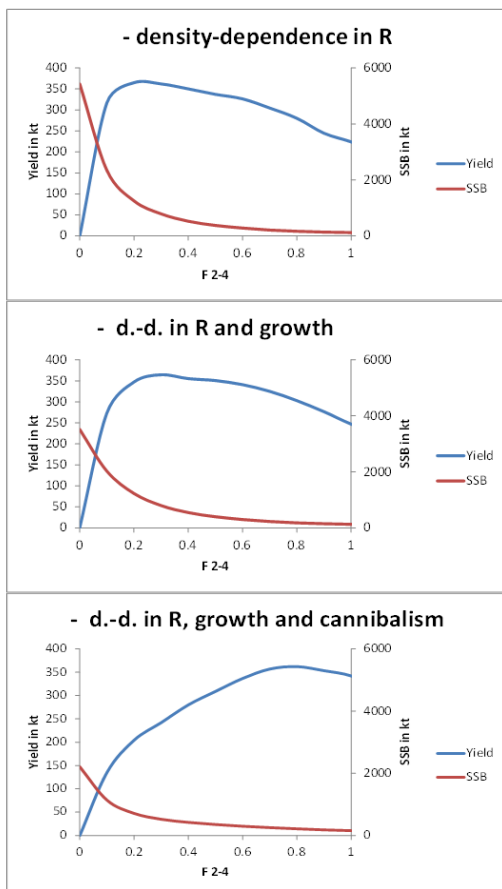 - density-dependence in R
400
350
300
250
200
150
100
50
0
Yield in kt
6000
4000
2000
0
SSB in kt
0 0.2 0.4 0.6 0.8 1
F 2-4
Yield
SSB
- d.-d. in R and growth
400
350
300
250
200
150
100
50
0
Yield in kt
6000
4000
2000
0
SSB in kt
0 0.2 0.4 0.6 0.8 1
F 2-4
Yield
SSB
- d.-d. in R, growth and cannibalism
400
350
300
250
200
150
100
50
0
Yield in kt
6000
4000
2000
0
SSB in kt
0 0.2 0.4 0.6 0.8 1
F 2-4
Yield
SSB